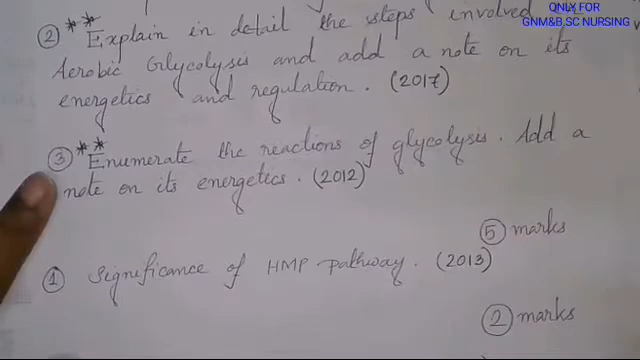 ONLY FOR
GNM&B.SC NURSING
② ** Explain in detail the steps involved in
Aerobic Glycolysis and add a note on its
energetics and regulation. (2017)
③ ** Enumerate the reactions of glycolysis. Add a
note on its energetics. (2012)
⑤ marks
① Significance of HMP pathway. (2013)
② marks